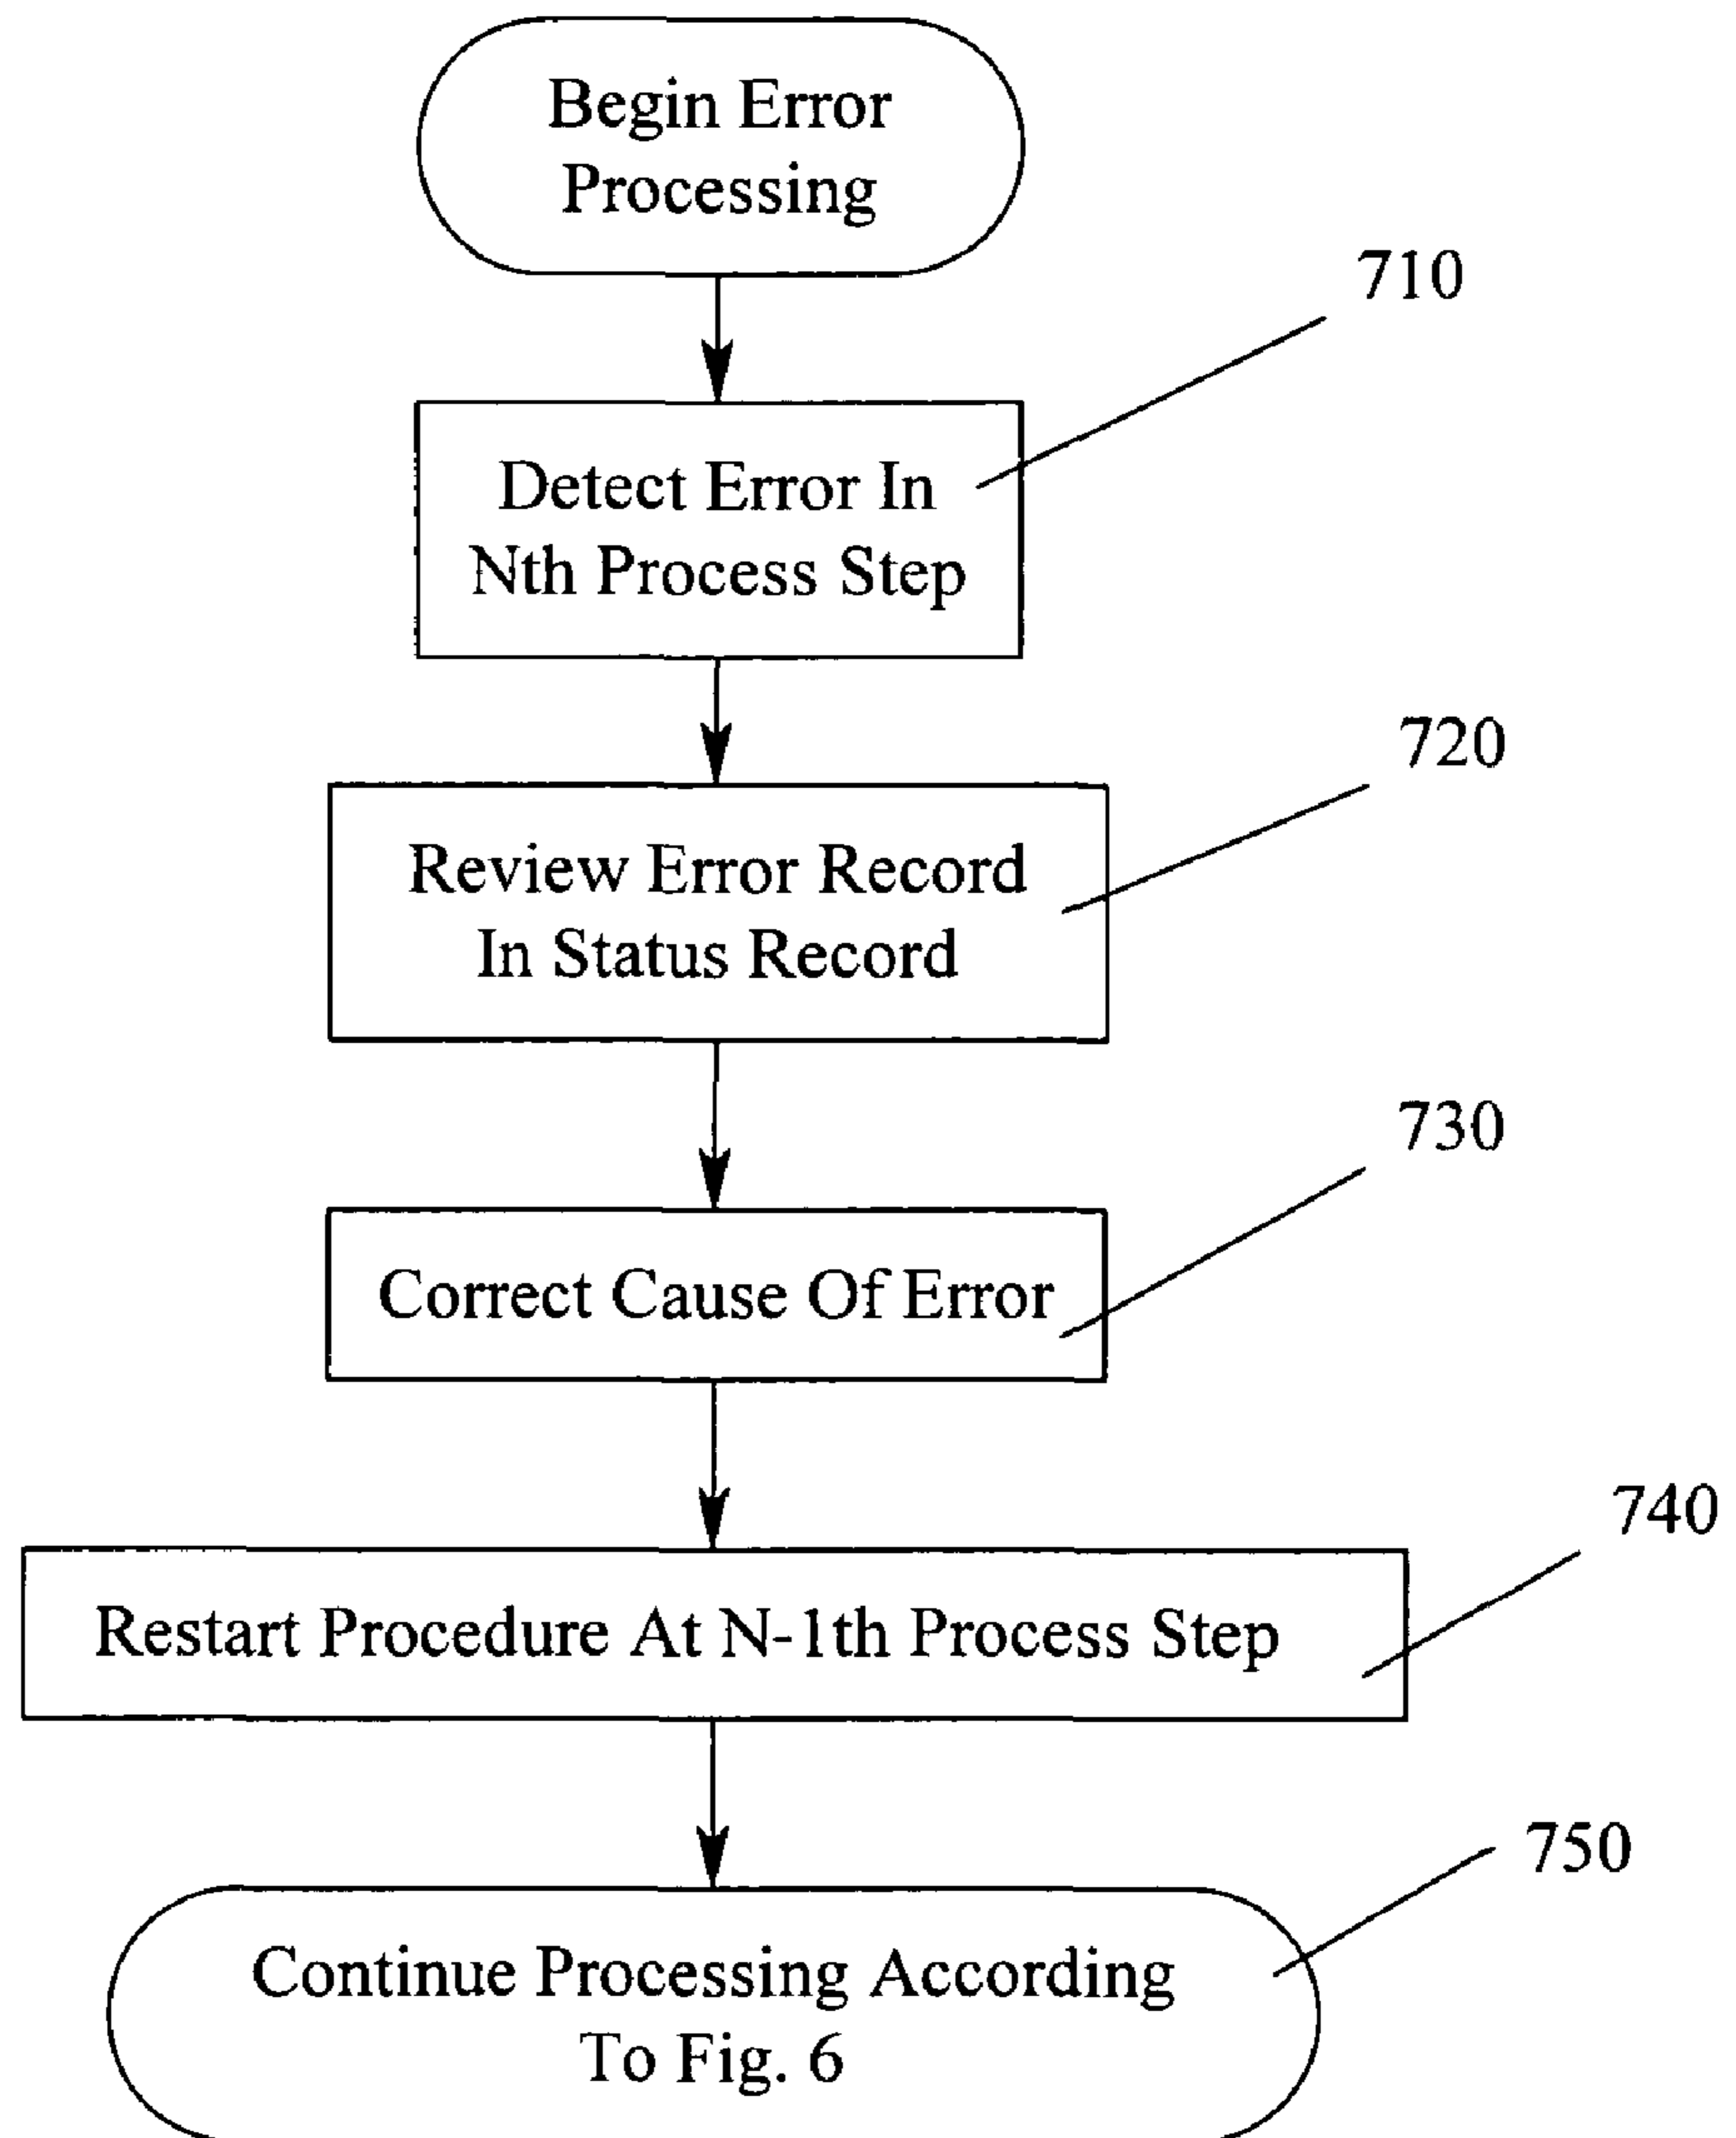 Begin Error
Processing
710
Detect Error In
Nth Process Step
720
Review Error Record
In Status Record
730
Correct Cause Of Error
740
Restart Procedure At N-1th Process Step
750
Continue Processing According
To Fig. 6